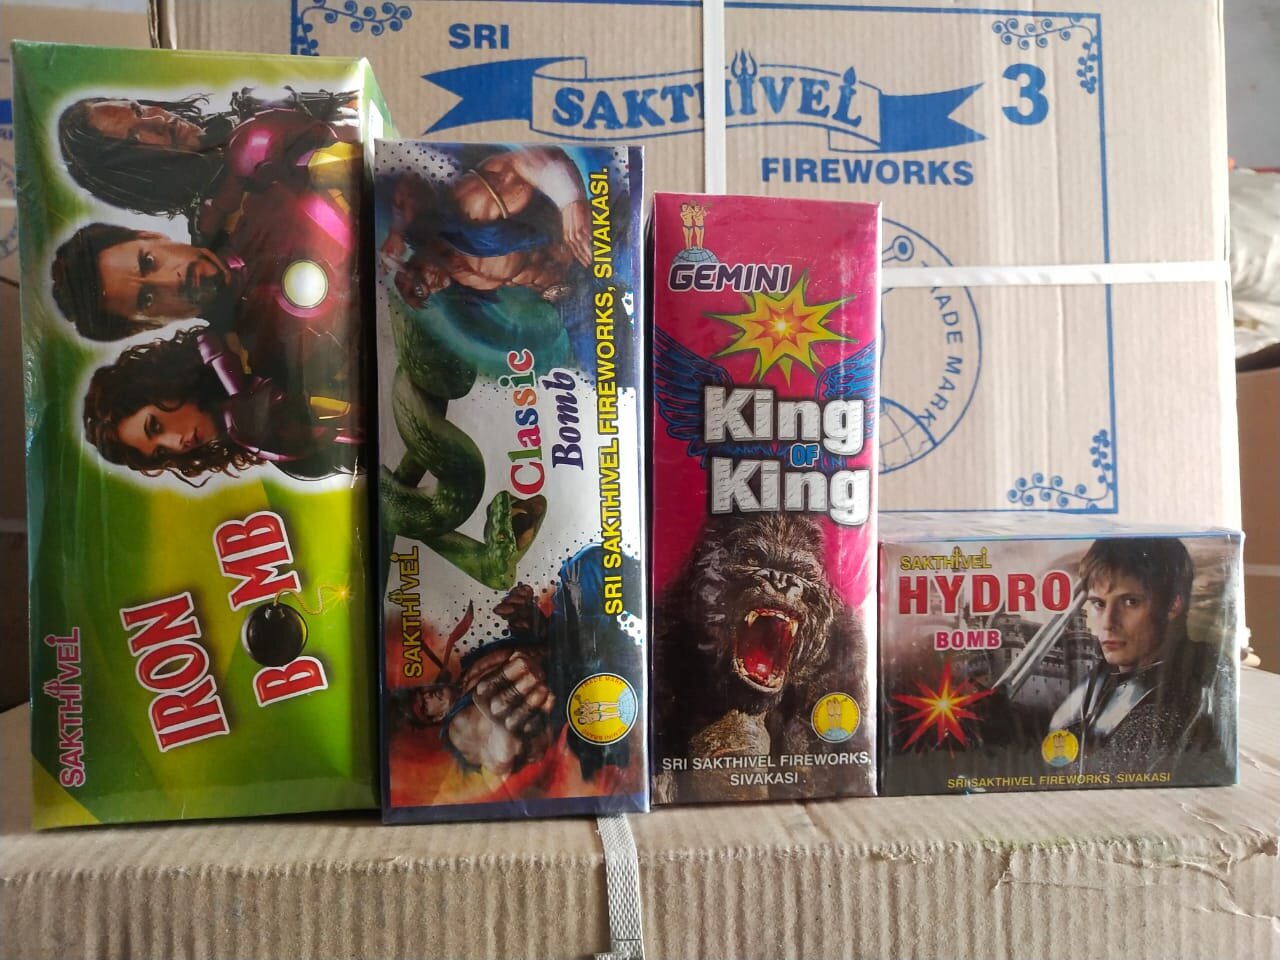 SRI
SAKTHIVEL
FIREWORKS
3
TRADE MARK
SAKTHIVEL
IRON
BOMB
SAKTHIVEL
Classic
Bomb
SRI SAKTHIVEL FIREWORKS, SIVAKASI.
GEMINI
King
OF
King
SRI SAKTHIVEL FIREWORKS,
SIVAKASI.
SAKTHIVEL
HYDRO
BOMB
SRI SAKTHIVEL FIREWORKS, SIVAKASI